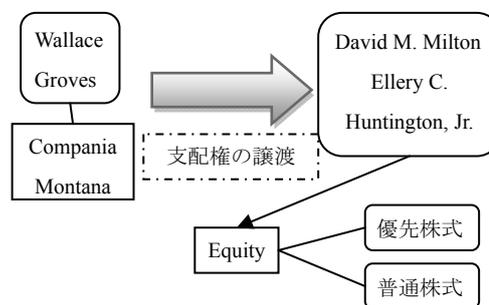 Wallace
Groves
Compania
Montana
支配権の譲渡
David M. Milton
Ellery C.
Huntington, Jr.
Equity
優先株式
普通株式